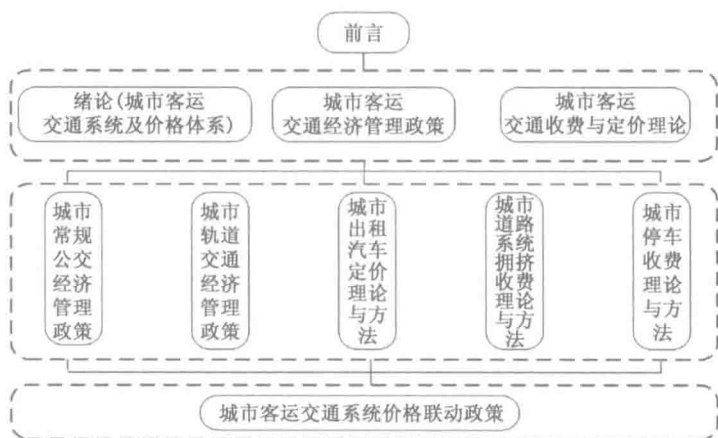 前言
绪论(城市客运
交通系统及价格体系)
城市客运
交通经济管理政策
城市客运
交通收费与定价理论
城市
常规
公交
经济
管理
政策
城市
轨道
交通
经济
管理
政策
城市
出租
汽车
定价
理论
与方
法
城市
道路
系统
拥挤
收费
理论
与方
法
城市
停车
收费
理论
与方
法
城市客运交通系统价格联动政策